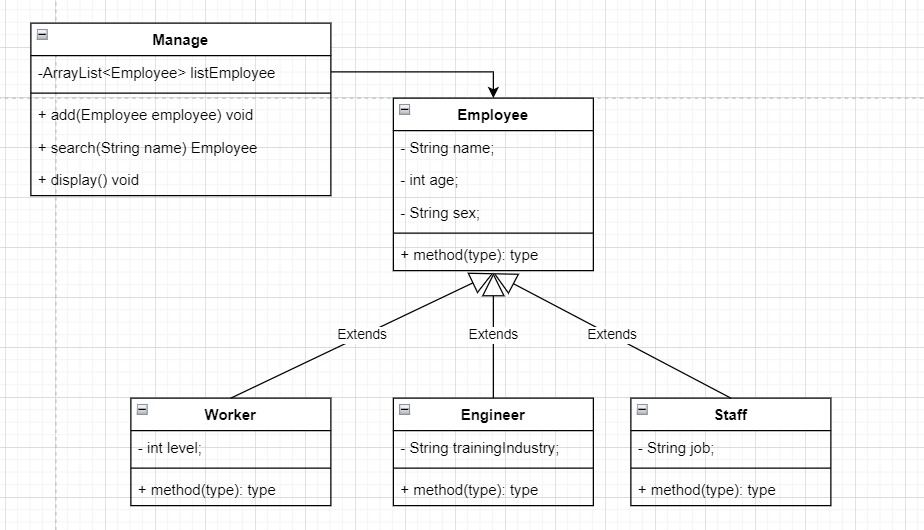 Manage
-ArrayList<Employee> listEmployee
+ add(Employee employee) void
+ search(String name) Employee
+ display() void
Employee
- String name;
- int age;
- String sex;
+ method(type): type
Extends
Extends
Extends
Worker
- int level;
+ method(type): type
Engineer
- String trainingIndustry;
+ method(type): type
Staff
- String job;
+ method(type): type